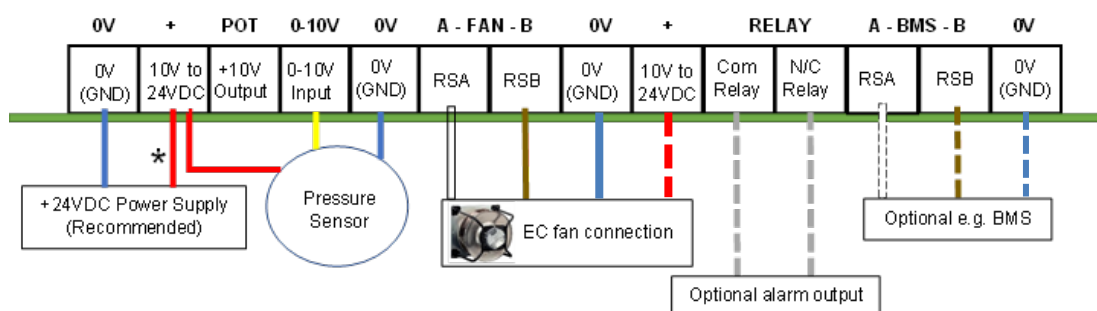 0V + POT 0-10V 0V A - FAN - B 0V + RELAY A - BMS - B 0V
0V (GND)
10V to 24VDC
+10V Output
0-10V Input
0V (GND)
RSA
RSB
0V (GND)
10V to 24VDC
Com Relay
N/C Relay
RSA
RSB
0V (GND)
*
+24VDC Power Supply
(Recommended)
Pressure
Sensor
EC fan connection
Optional e.g. BMS
Optional alarm output